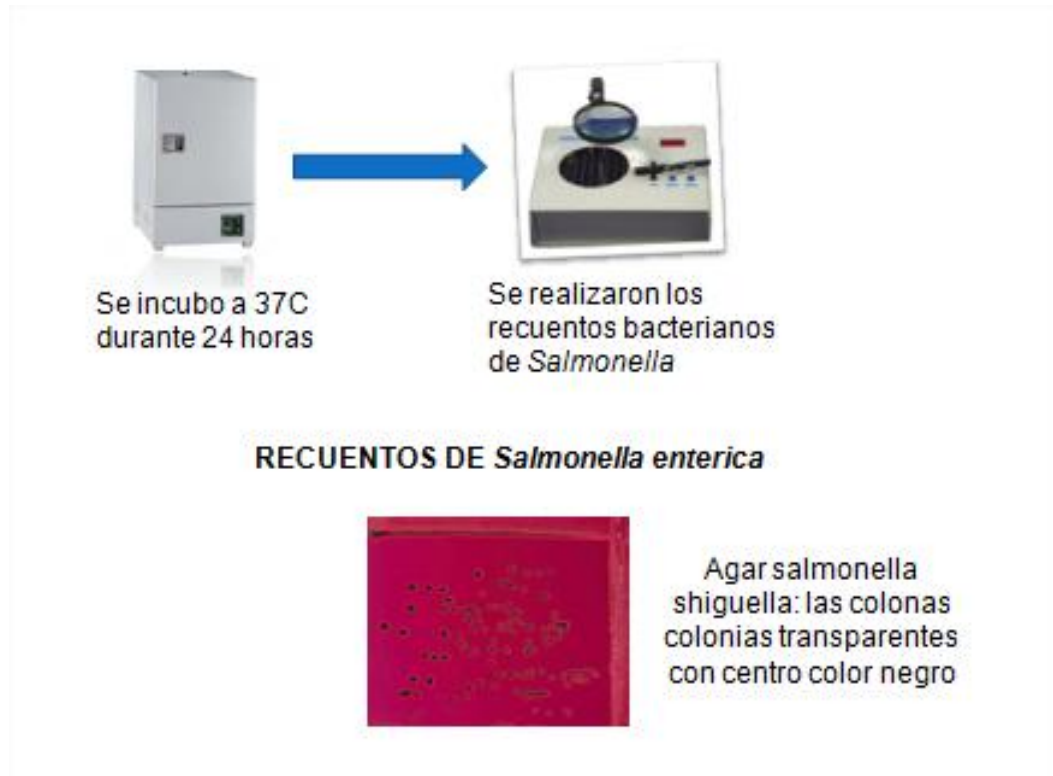 Se incubo a 37C
durante 24 horas
Se realizaron los
recuentos bacterianos
de Salmonella
RECUENTOS DE Salmonella enterica
Agar salmonella
shiguella: las colonas
colonias transparentes
con centro color negro